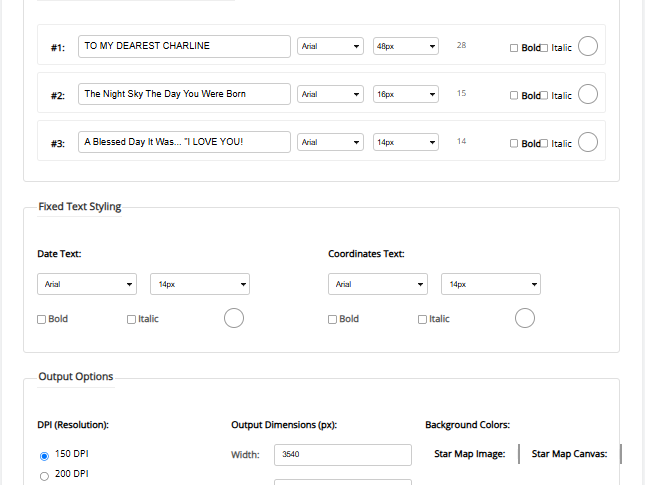 #1: TO MY DEAREST CHARLINE Arial 48px 28 Bold Italic
#2: The Night Sky The Day You Were Born Arial 16px 15 Bold Italic
#3: A Blessed Day It Was... "I LOVE YOU! Arial 14px 14 Bold Italic
Fixed Text Styling
Date Text: Coordinates Text:
Arial 14px Arial 14px
Bold Italic Bold Italic
Output Options
DPI (Resolution): Output Dimensions (px): Background Colors:
150 DPI Width: 3540 Star Map Image: Star Map Canvas:
200 DPI